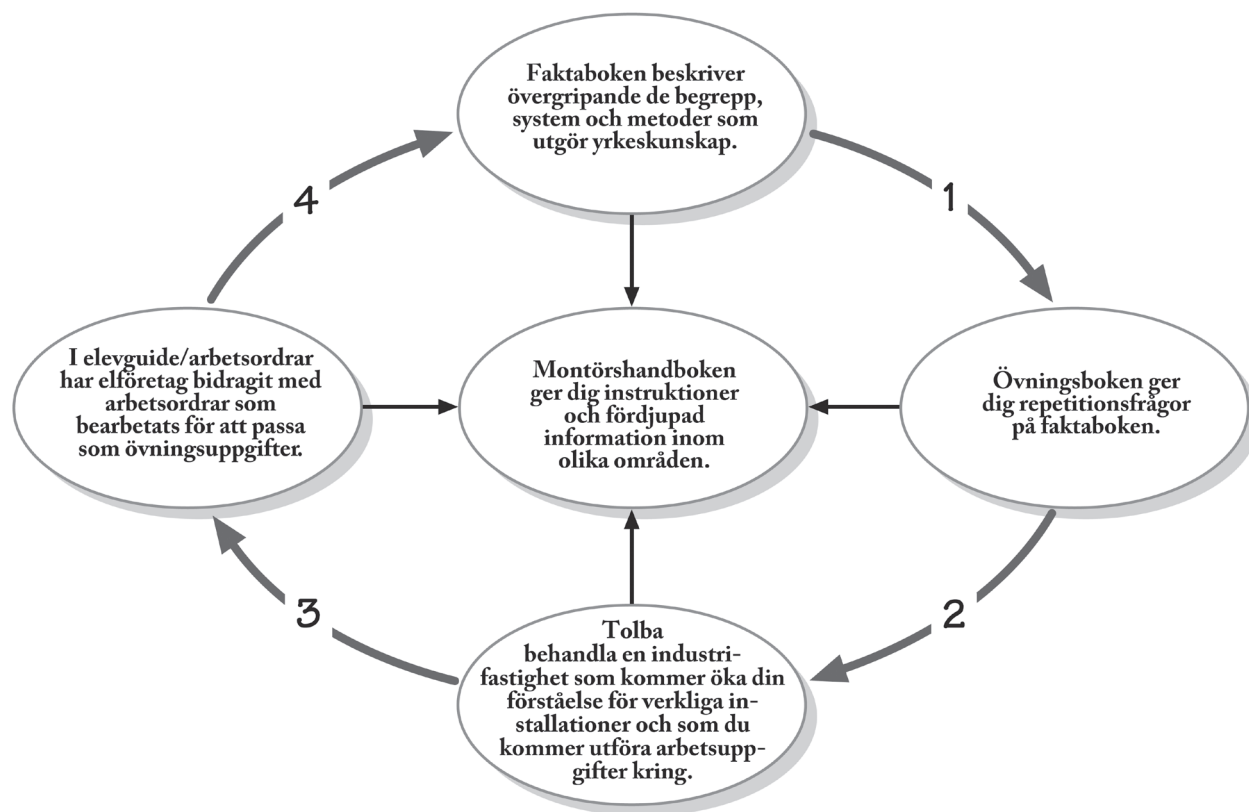 Faktaboken beskriver
övergripande de begrepp,
system och metoder som
utgör yrkeskunskap.
4
1
I elevguide/arbetsordrar
har elföretag bidragit med
arbetsordrar som
bearbetats för att passa
som övningsuppgifter.
Montörshandboken
ger dig instruktioner
och fördjupad
information inom
olika områden.
Övningsboken ger
dig repetitionsfrågor
på faktaboken.
3
2
Tolba
behandla en industri-
fastighet som kommer öka din
förståelse för verkliga in-
stallationer och som du
kommer utföra arbetsupp-
gifter kring.